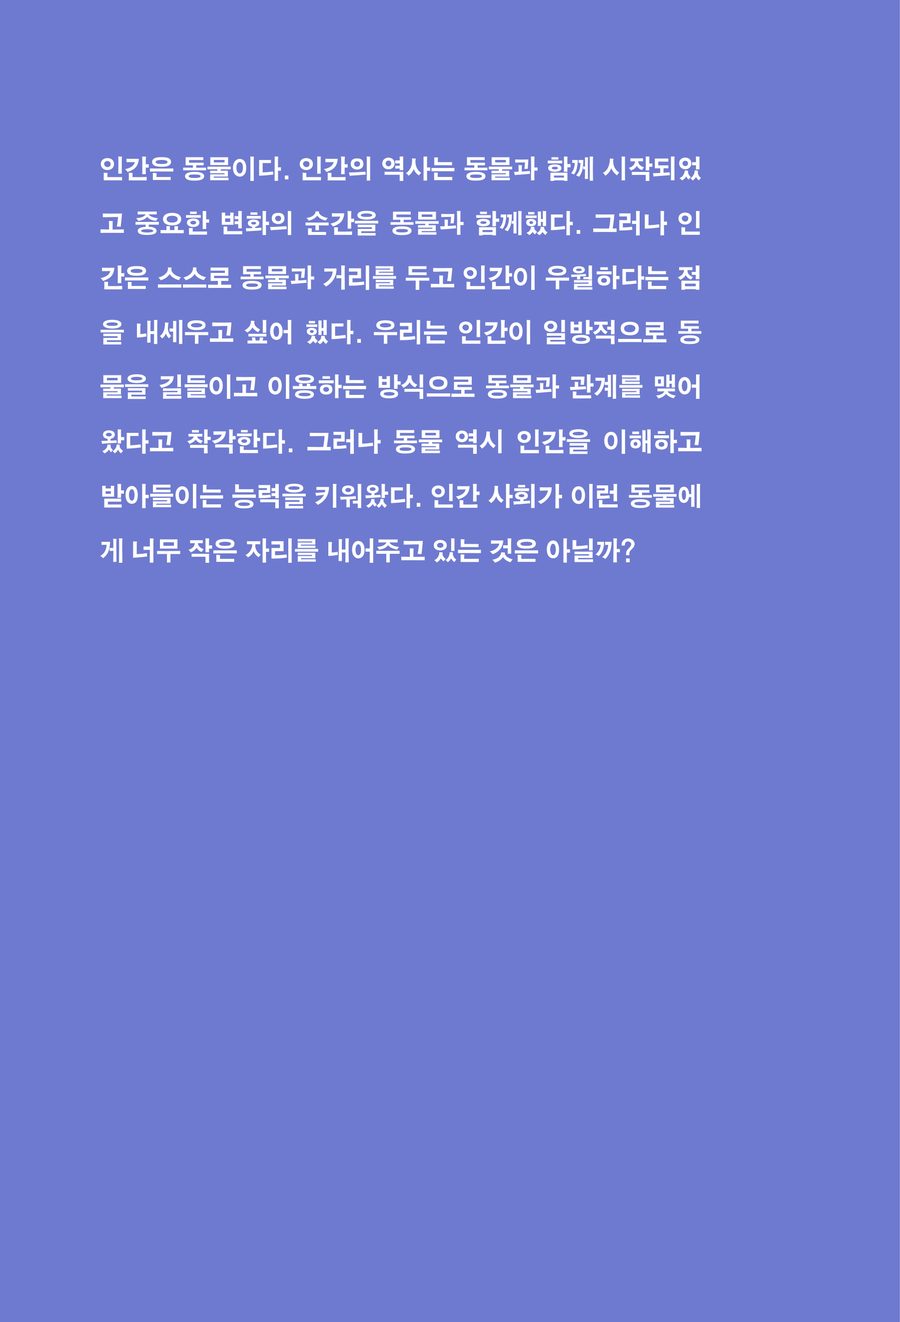 인간은 동물이다. 인간의 역사는 동물과 함께 시작되었
고 중요한 변화의 순간을 동물과 함께했다. 그러나 인
간은 스스로 동물과 거리를 두고 인간이 우월하다는 점
을 내세우고 싶어 했다. 우리는 인간이 일방적으로 동
물을 길들이고 이용하는 방식으로 동물과 관계를 맺어
왔다고 착각한다. 그러나 동물 역시 인간을 이해하고
받아들이는 능력을 키워왔다. 인간 사회가 이런 동물에
게 너무 작은 자리를 내어주고 있는 것은 아닐까?